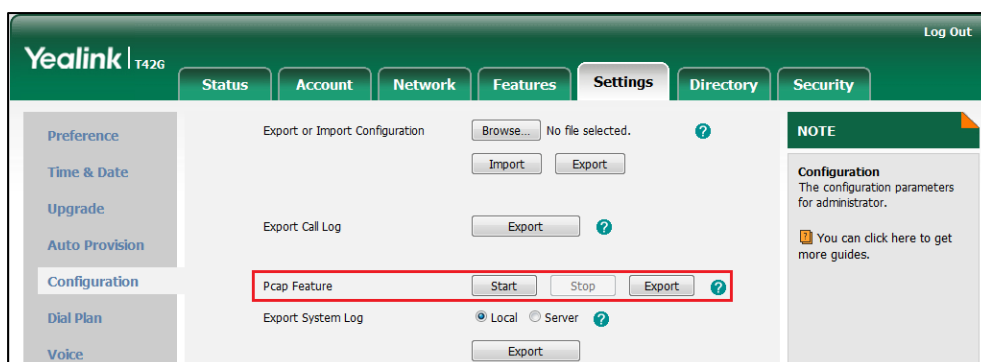 Log Out
Yealink T42G
Status Account Network Features Settings Directory Security
Preference
Time & Date
Upgrade
Auto Provision
Configuration
Dial Plan
Voice
Export or Import Configuration Browse... No file selected. ?
Import Export
Export Call Log Export ?
Pcap Feature Start Stop Export ?
Export System Log Local Server ?
Export
NOTE
Configuration
The configuration parameters
for administrator.
? You can click here to get
more guides.